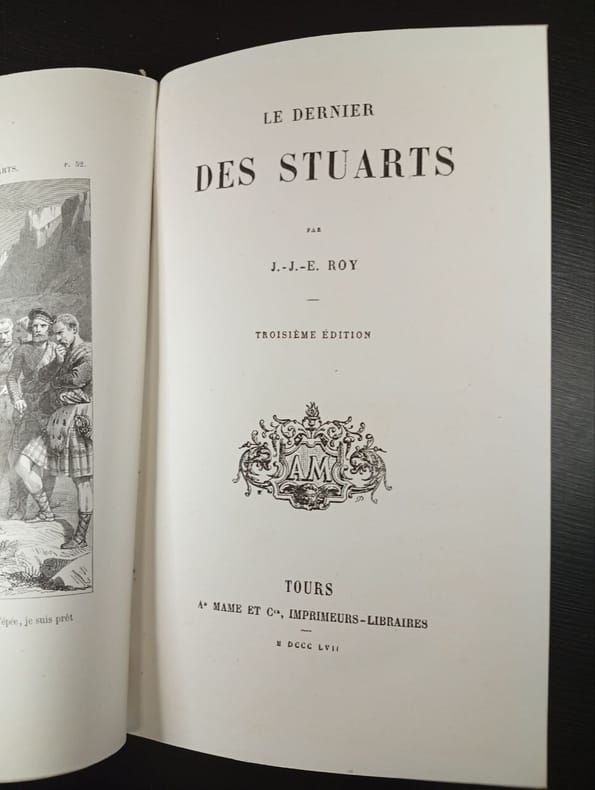 ARTS. P. 52.
épée, je suis prêt
LE DERNIER
DES STUARTS
PAR
J.-J.-E. ROY
TROISIÈME ÉDITION
AM
TOURS
Ad MAME ET Cie, IMPRIMEURS-LIBRAIRES
M DCCC LVII